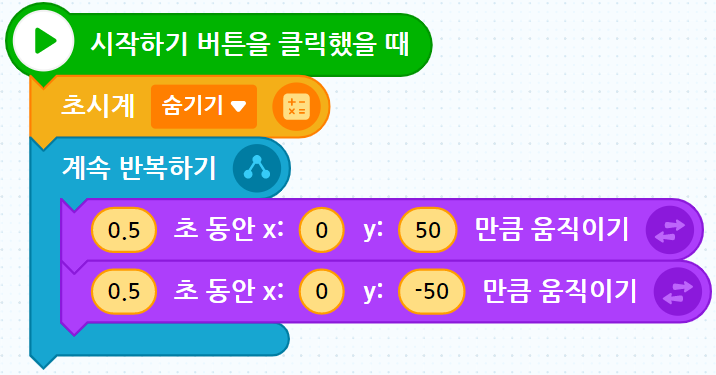 시작하기 버튼을 클릭했을 때
초시계 숨기기
계속 반복하기
0.5 초 동안 x: 0 y: 50 만큼 움직이기
0.5 초 동안 x: 0 y: -50 만큼 움직이기